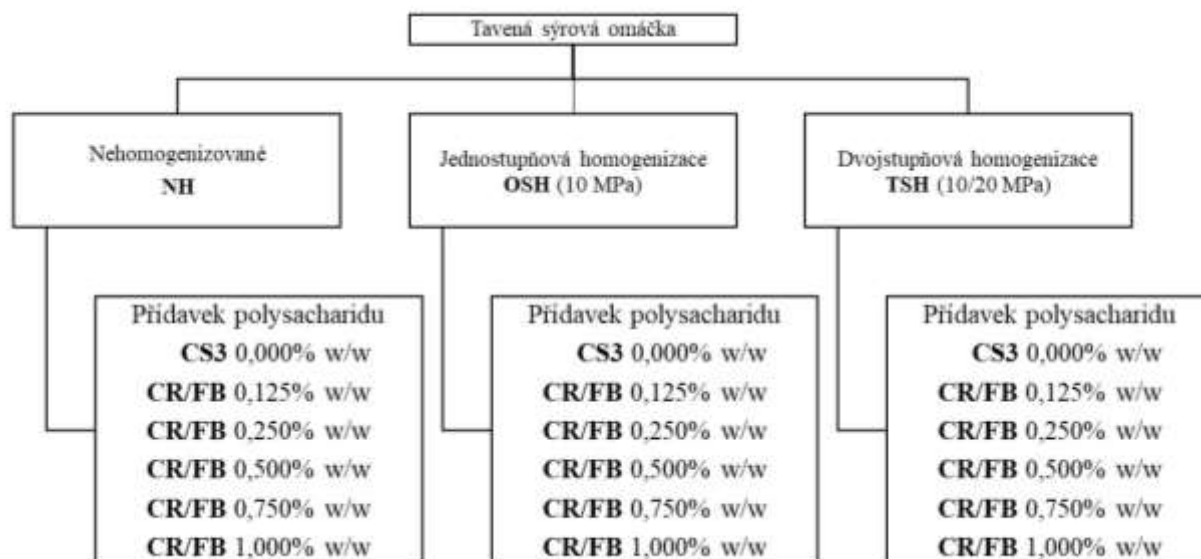 Tavená sýrová omáčka
Nehomogenizované
NH
Jednostupňová homogenizace
OSH (10 MPa)
Dvojstupňová homogenizace
TSH (10/20 MPa)
Přídavek polysacharidu
CS3 0,000% w/w
CR/FB 0,125% w/w
CR/FB 0,250% w/w
CR/FB 0,500% w/w
CR/FB 0,750% w/w
CR/FB 1,000% w/w
Přídavek polysacharidu
CS3 0,000% w/w
CR/FB 0,125% w/w
CR/FB 0,250% w/w
CR/FB 0,500% w/w
CR/FB 0,750% w/w
CR/FB 1,000% w/w
Přídavek polysacharidu
CS3 0,000% w/w
CR/FB 0,125% w/w
CR/FB 0,250% w/w
CR/FB 0,500% w/w
CR/FB 0,750% w/w
CR/FB 1,000% w/w